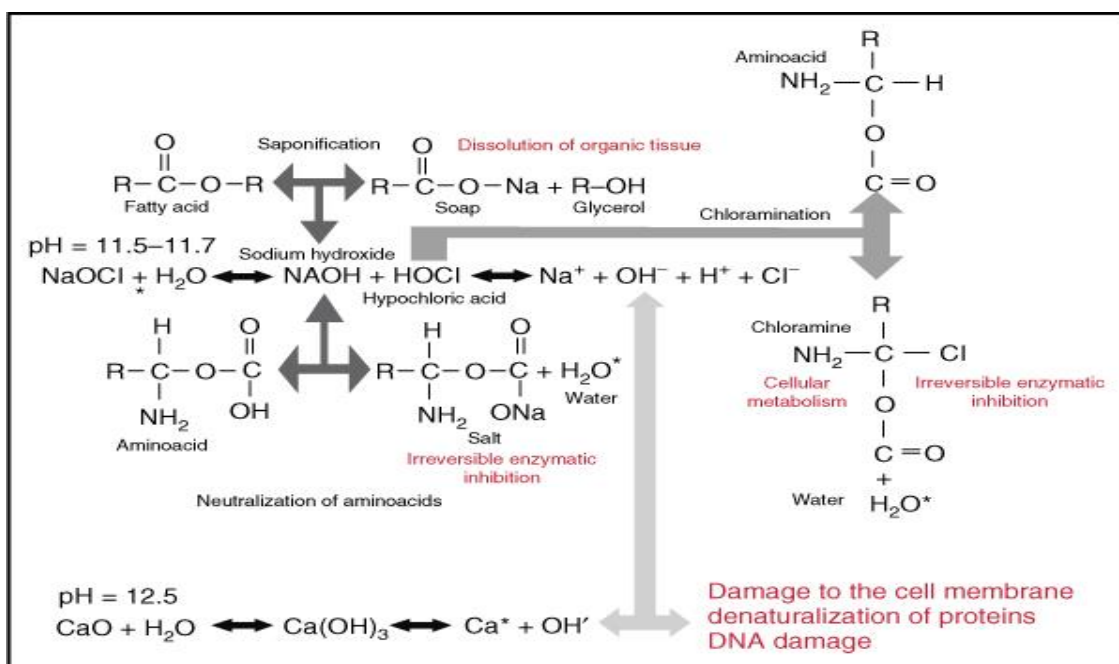 R
Aminoacid
NH₂ — C — H
O
C = O
Saponification
Dissolution of organic tissue
O
R–C–O–R
Fatty acid
O
R–C–O–Na + R–OH
Soap Glycerol
Chloramination
pH = 11.5–11.7
Sodium hydroxide
NaOCl + H₂O NAOH + HOCl Na⁺ + OH⁻ + H⁺ + Cl⁻
*
Hypochloric acid
H O
R–C–O–C
NH₂ OH
Aminoacid
H O
R–C–O–C + H₂O*
Water
NH₂ ONa
Salt
Irreversible enzymatic
inhibition
Neutralization of aminoacids
R
Chloramine
NH₂—C — Cl
Cellular
metabolism
Irreversible enzymatic
inhibition
O
C = O
+
Water H₂O*
pH = 12.5
CaO + H₂O Ca(OH)₃ Ca* + OH′
Damage to the cell membrane
denaturalization of proteins
DNA damage